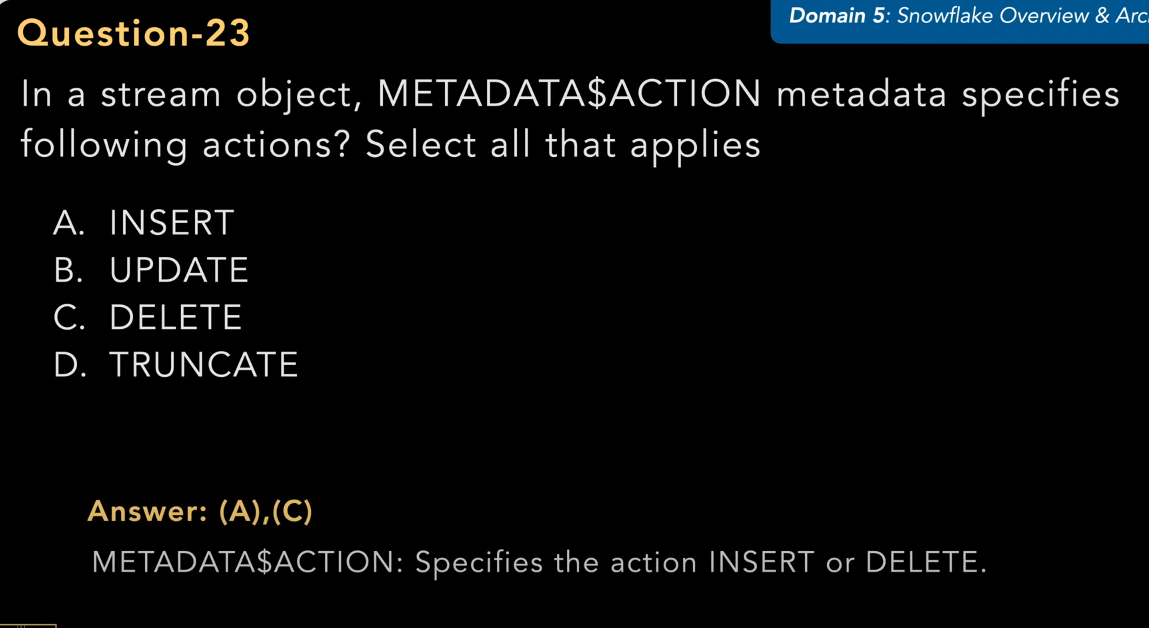 Domain 5: Snowflake Overview & Arc
Question-23
In a stream object, METADATA$ACTION metadata specifies
following actions? Select all that applies
A. INSERT
B. UPDATE
C. DELETE
D. TRUNCATE
Answer: (A),(C)
METADATA$ACTION: Specifies the action INSERT or DELETE.